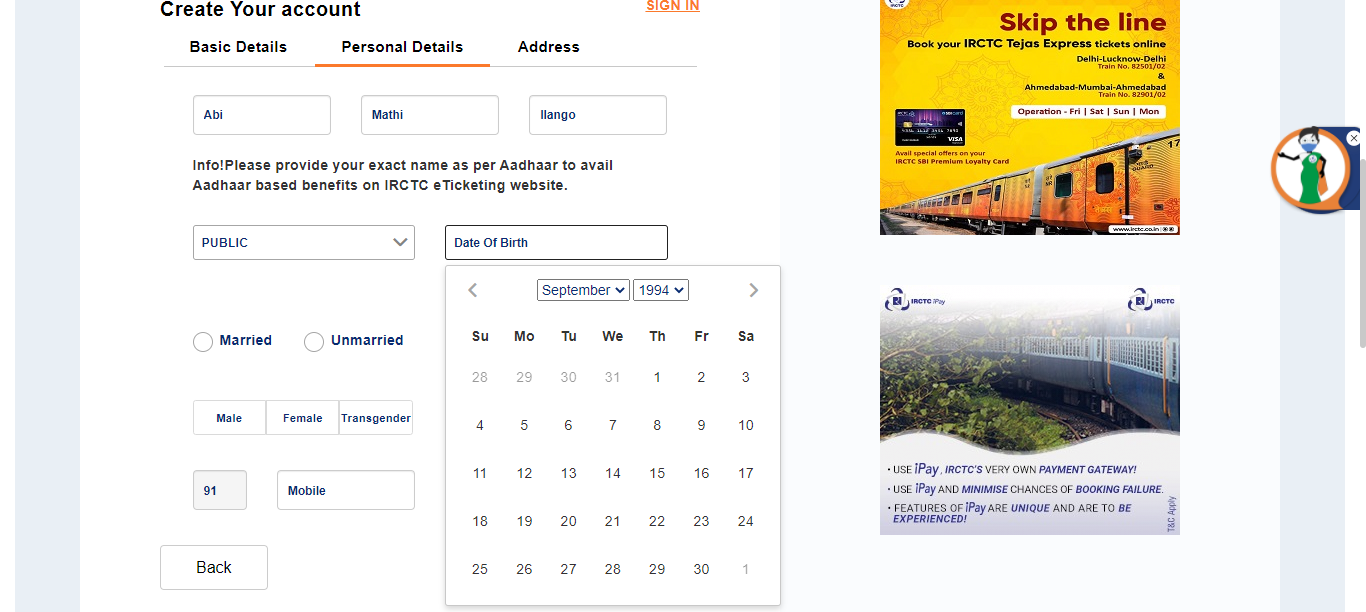 Create Your account
SIGN IN
Basic Details Personal Details Address
Abi Mathi Ilango
Info!Please provide your exact name as per Aadhaar to avail
Aadhaar based benefits on IRCTC eTicketing website.
PUBLIC
Date Of Birth
September 1994
Su Mo Tu We Th Fr Sa
28 29 30 31 1 2 3
4 5 6 7 8 9 10
11 12 13 14 15 16 17
18 19 20 21 22 23 24
25 26 27 28 29 30 1
Married Unmarried
Male Female Transgender
91 Mobile
Back
IRCTC
Skip the line
Book your IRCTC Tejas Express tickets online
Delhi-Lucknow-Delhi
Train No. 82501/02
&
Ahmedabad-Mumbai-Ahmedabad
Train No. 82901/02
Operation - Fri | Sat | Sun | Mon
VISA
Avail special offers on your
IRCTC SBI Premium Loyalty Card
17
GUARD
www.irctc.co.in
IRCTC iPay
IRCTC
• USE iPay, IRCTC'S VERY OWN PAYMENT GATEWAY!
• USE iPay AND MINIMISE CHANCES OF BOOKING FAILURE.
• FEATURES OF iPay ARE UNIQUE AND ARE TO BE
EXPERIENCED!
T&C Apply